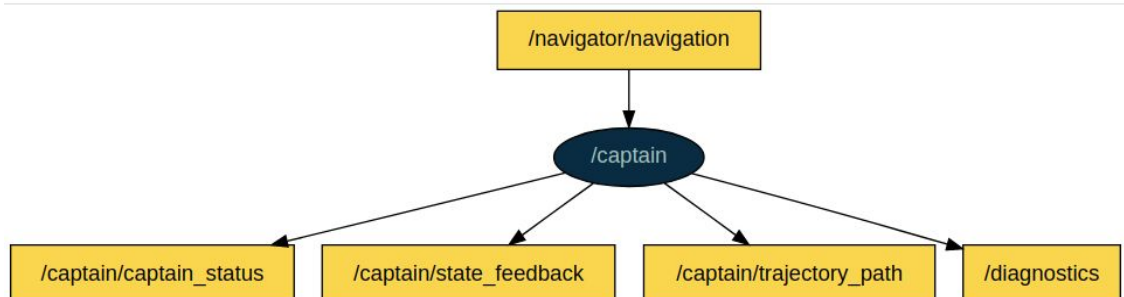 /navigator/navigation
/captain
/captain/captain_status
/captain/state_feedback
/captain/trajectory_path
/diagnostics